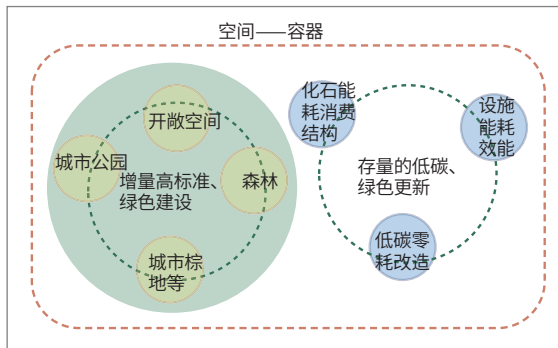 空间——容器
开敞空间
城市公园
增量高标准、
绿色建设
森林
城市棕
地等
化石能
耗消费
结构
设施
能耗
效能
存量的低碳、
绿色更新
低碳零
耗改造